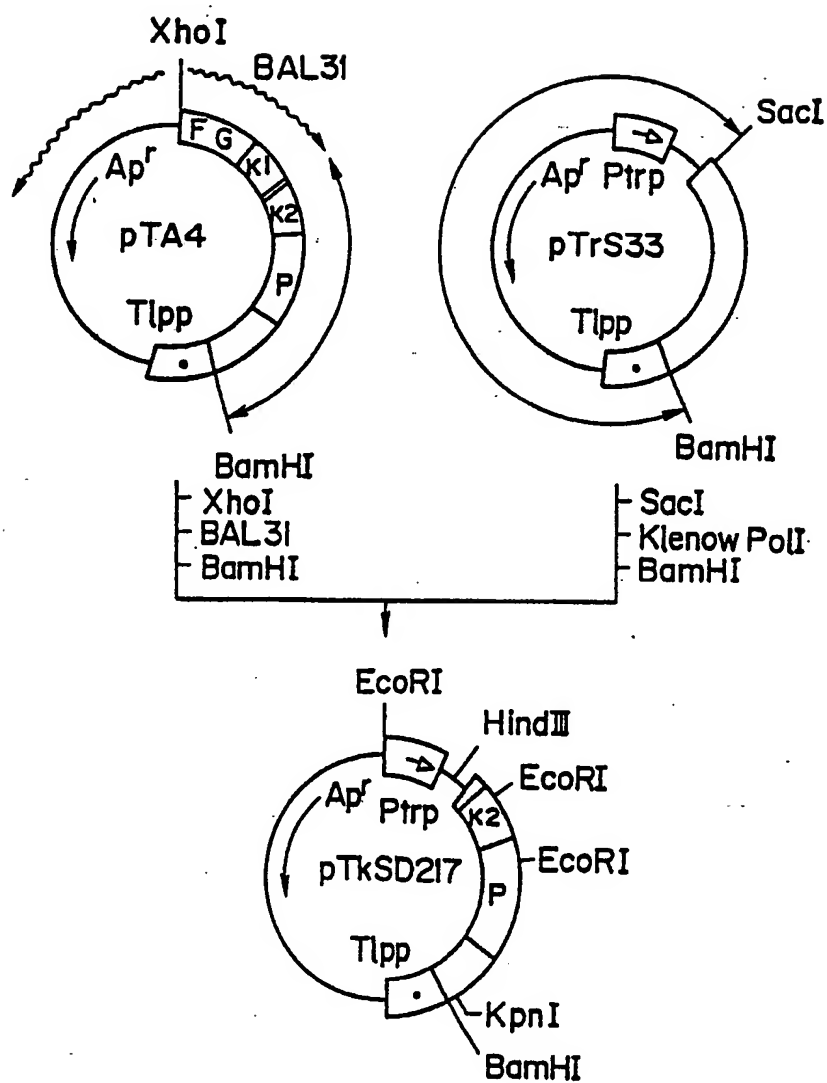 XhoI
BAL31
F
G
K1
K2
P
Apʳ
pTA4
Tlpp
BamHI
SacI
Apʳ
Ptrp
pTrS33
Tlpp
BamHI
XhoI
BAL31
BamHI
SacI
Klenow PolI
BamHI
EcoRI
HindⅢ
EcoRI
Apʳ
Ptrp
K2
EcoRI
pTkSD217
P
Tlpp
KpnI
BamHI